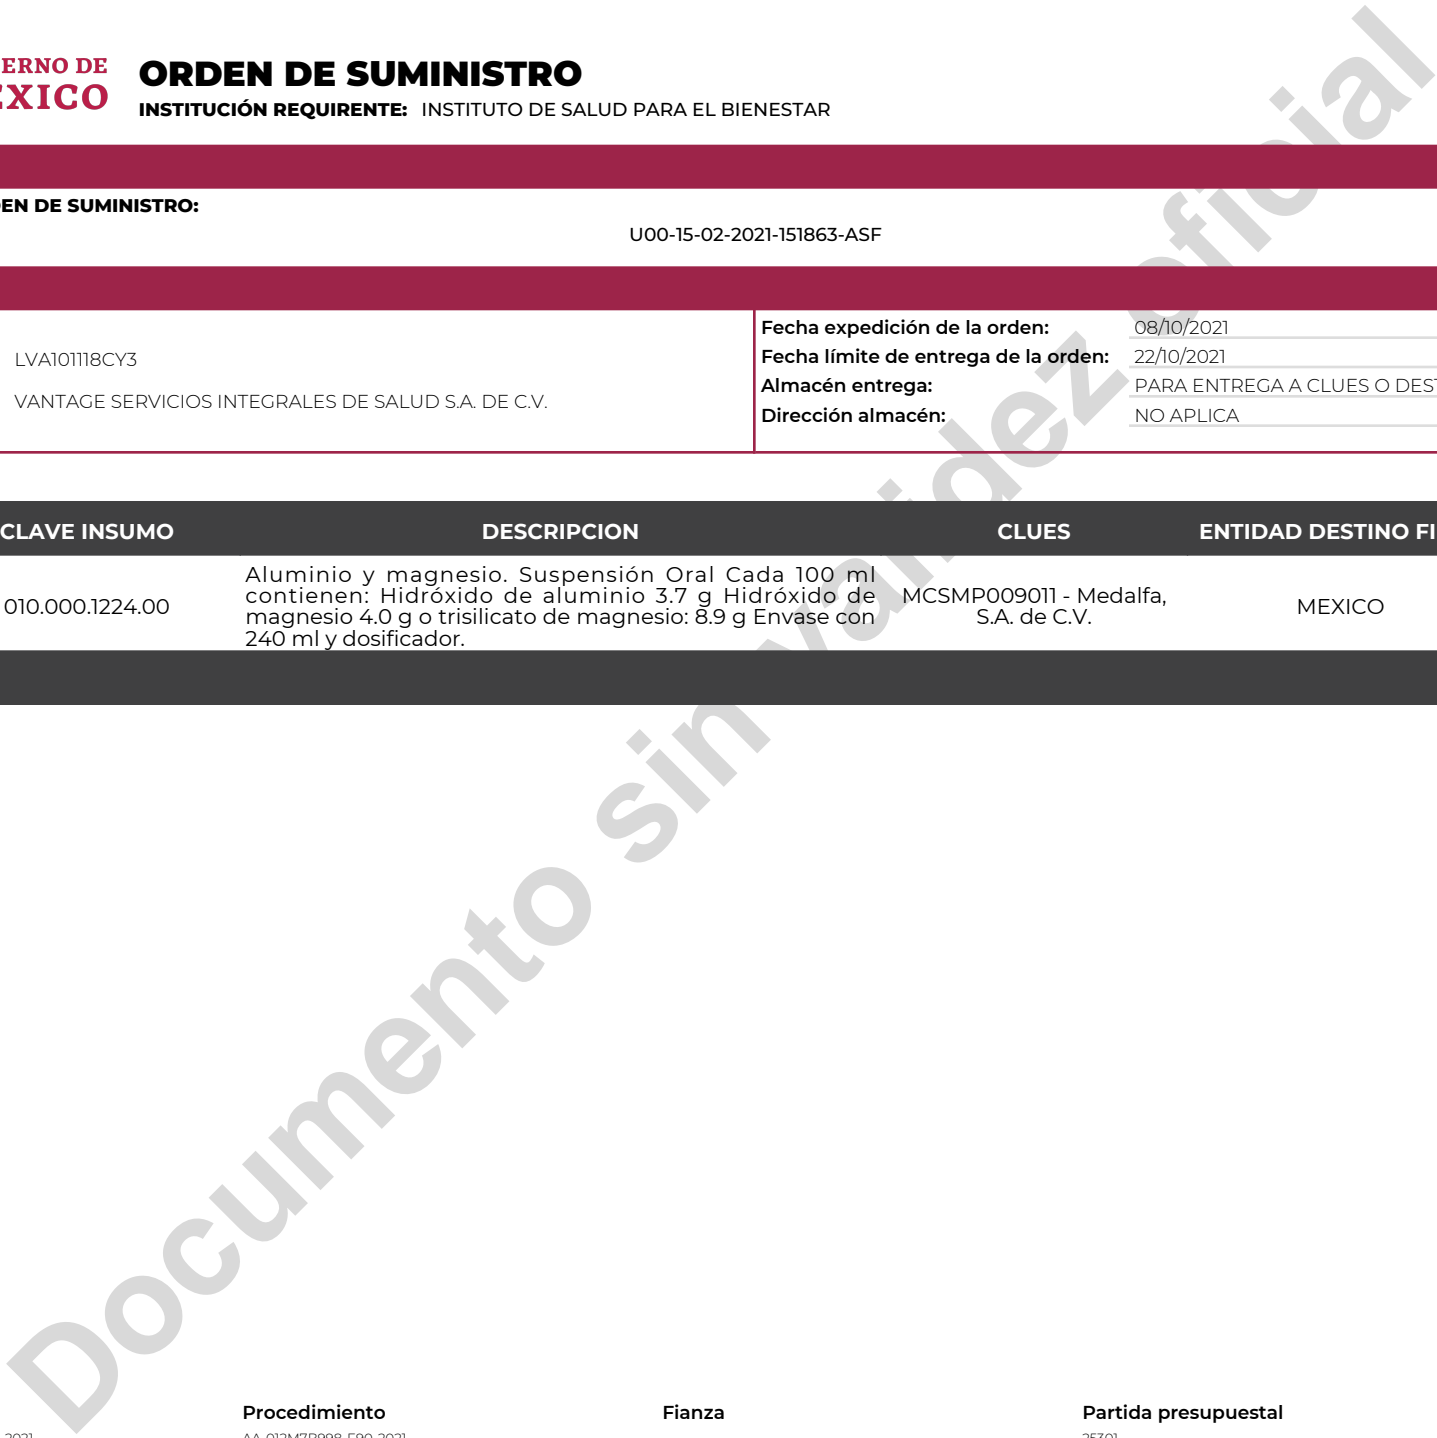 ERNO DE
EXICO
ORDEN DE SUMINISTRO
INSTITUCIÓN REQUIRENTE: INSTITUTO DE SALUD PARA EL BIENESTAR
EN DE SUMINISTRO:
U00-15-02-2021-151863-ASF
LVA101118CY3
VANTAGE SERVICIOS INTEGRALES DE SALUD S.A. DE C.V.
Fecha expedición de la orden: 08/10/2021
Fecha límite de entrega de la orden: 22/10/2021
Almacén entrega: PARA ENTREGA A CLUES O DEST
Dirección almacén: NO APLICA
CLAVE INSUMO DESCRIPCION CLUES ENTIDAD DESTINO FI
010.000.1224.00
Aluminio y magnesio. Suspensión Oral Cada 100 ml
contienen: Hidróxido de aluminio 3.7 g Hidróxido de
magnesio 4.0 g o trisilicato de magnesio: 8.9 g Envase con
240 ml y dosificador.
MCSMP009011 - Medalfa,
S.A. de C.V.
MEXICO
Documento sin validez oficial
Procedimiento Fianza Partida presupuestal